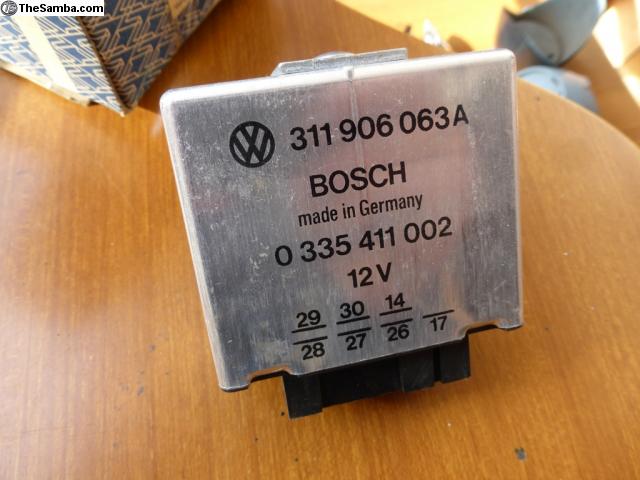 TheSamba.com
VW 311 906 063A
BOSCH
made in Germany
0 335 411 002
12 V
29 30 14
28 27 26 17